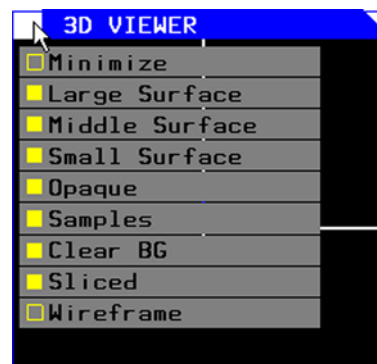 3D VIEWER
Minimize
Large Surface
Middle Surface
Small Surface
Opaque
Samples
Clear BG
Sliced
Wireframe